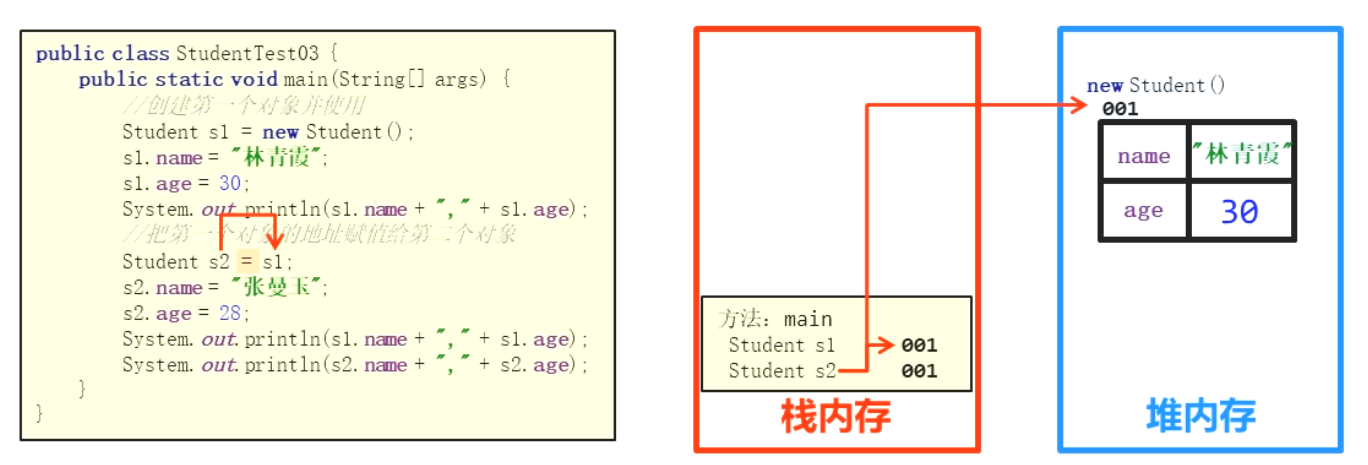 public class StudentTest03 {
public static void main(String[] args) {
//创建第一个对象并使用
Student s1 = new Student();
s1.name = "林青霞";
s1.age = 30;
System.out.println(s1.name + "," + s1.age);
//把第一个对象的地址赋值给第二个对象
Student s2 = s1;
s2.name = "张曼玉";
s2.age = 28;
System.out.println(s1.name + "," + s1.age);
System.out.println(s2.name + "," + s2.age);
}
}
方法：main
Student s1 001
Student s2 001
栈内存
new Student()
001
name "林青霞"
age 30
堆内存